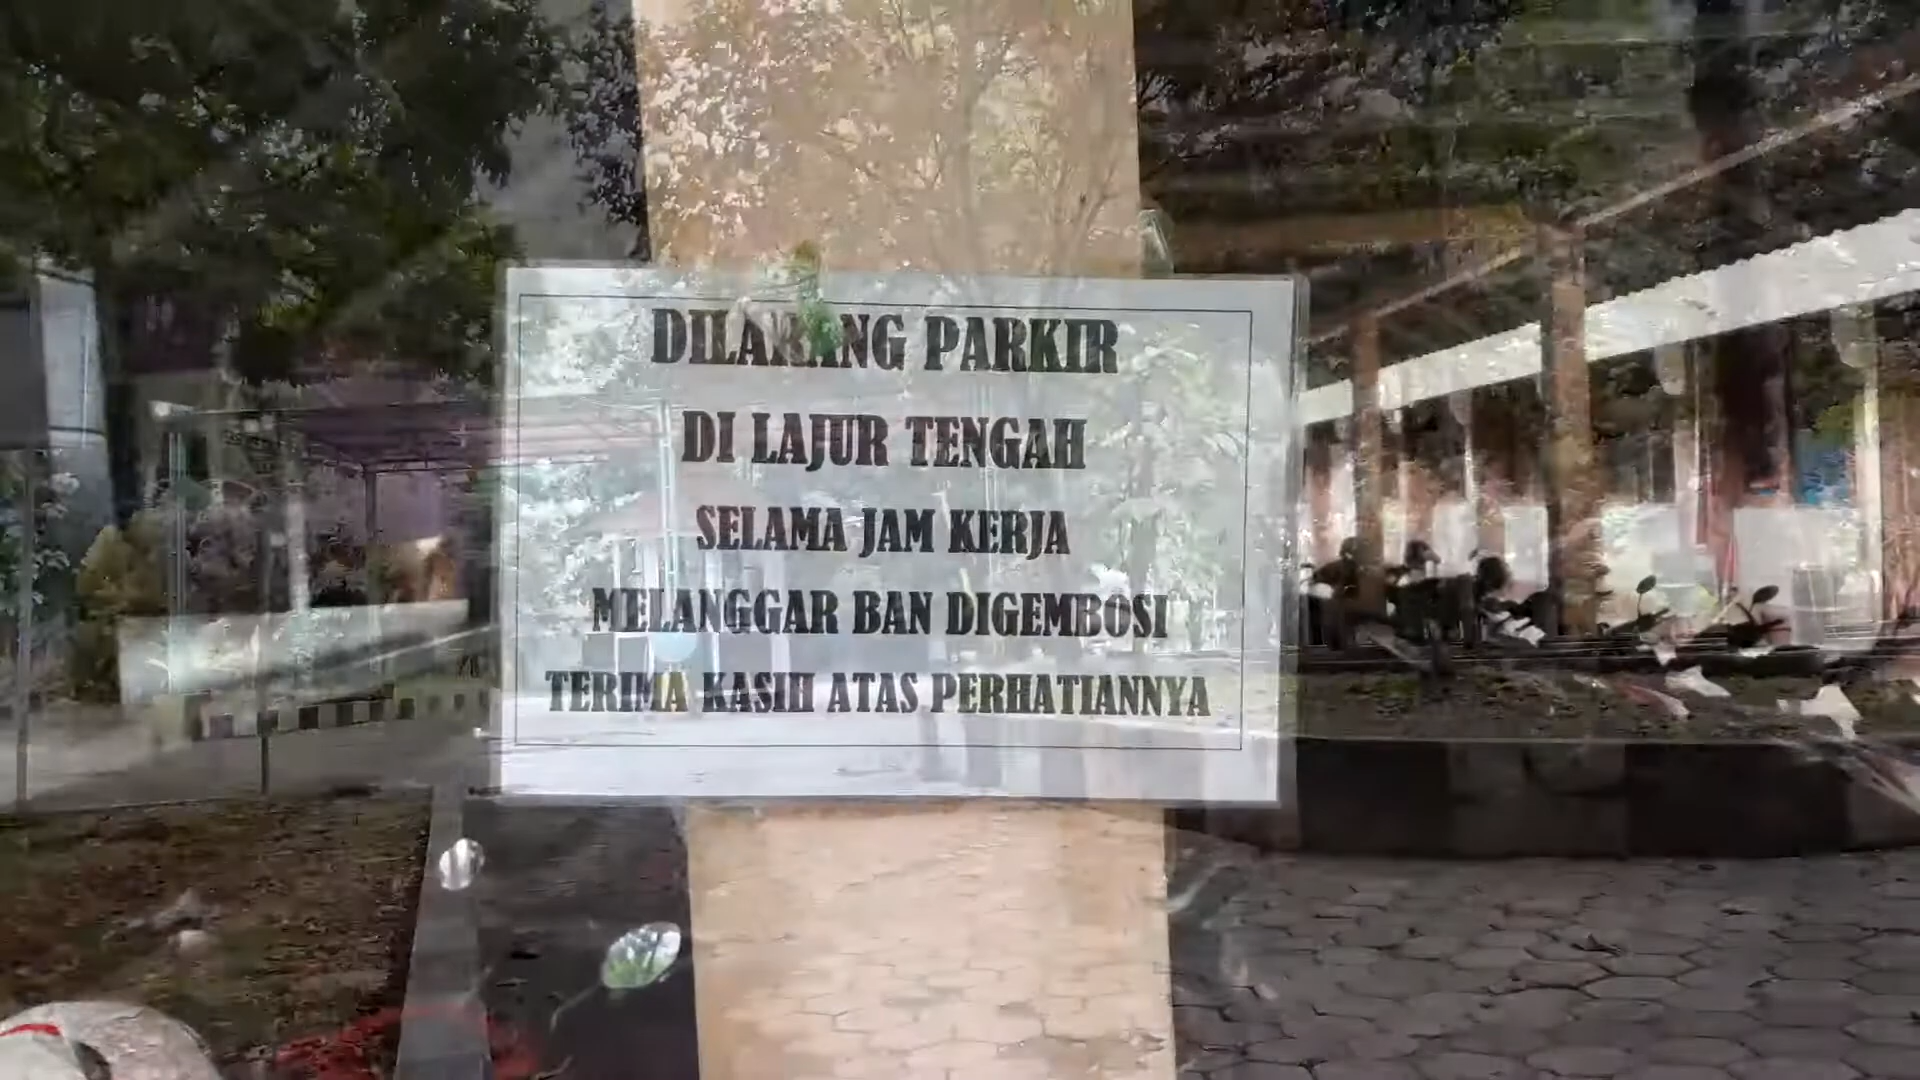 DILARANG PARKIR
DI LAJUR TENGAH
SELAMA JAM KERJA
MELANGGAR BAN DIGEMBOSI
TERIMA KASIH ATAS PERHATIANNYA